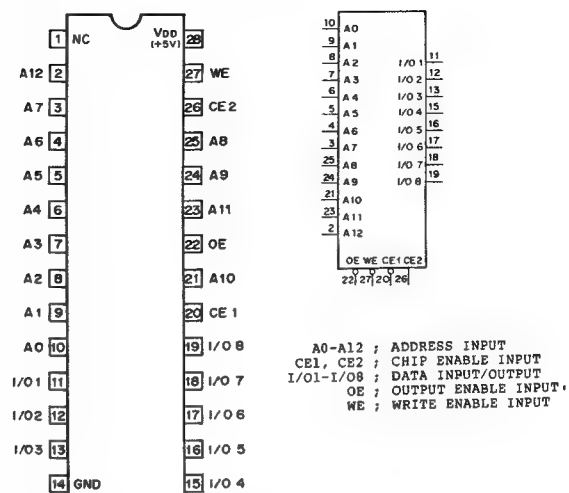 1 NC VDD 28
(+5V)
A12 2 27 WE
A7 3 26 CE2
A6 4 25 A8
A5 5 24 A9
A4 6 23 A11
A3 7 22 OE
A2 8 21 A10
A1 9 20 CE1
A0 10 19 I/O8
I/O1 11 18 I/O7
I/O2 12 17 I/O6
I/O3 13 16 I/O5
14 GND 15 I/O4
10 A0
9 A1
8 A2 I/O1 11
7 A3 I/O2 12
6 A4 I/O3 13
5 A5 I/O4 15
4 A6 I/O5 16
3 A7 I/O6 17
25 A8 I/O7 18
24 A9 I/O8 19
21 A10
23 A11
2 A12
OE WE CE1 CE2
22 27 20 26
A0-A12 ; ADDRESS INPUT
CE1, CE2 ; CHIP ENABLE INPUT
I/O1-I/O8 ; DATA INPUT/OUTPUT
OE ; OUTPUT ENABLE INPUT.
WE ; WRITE ENABLE INPUT